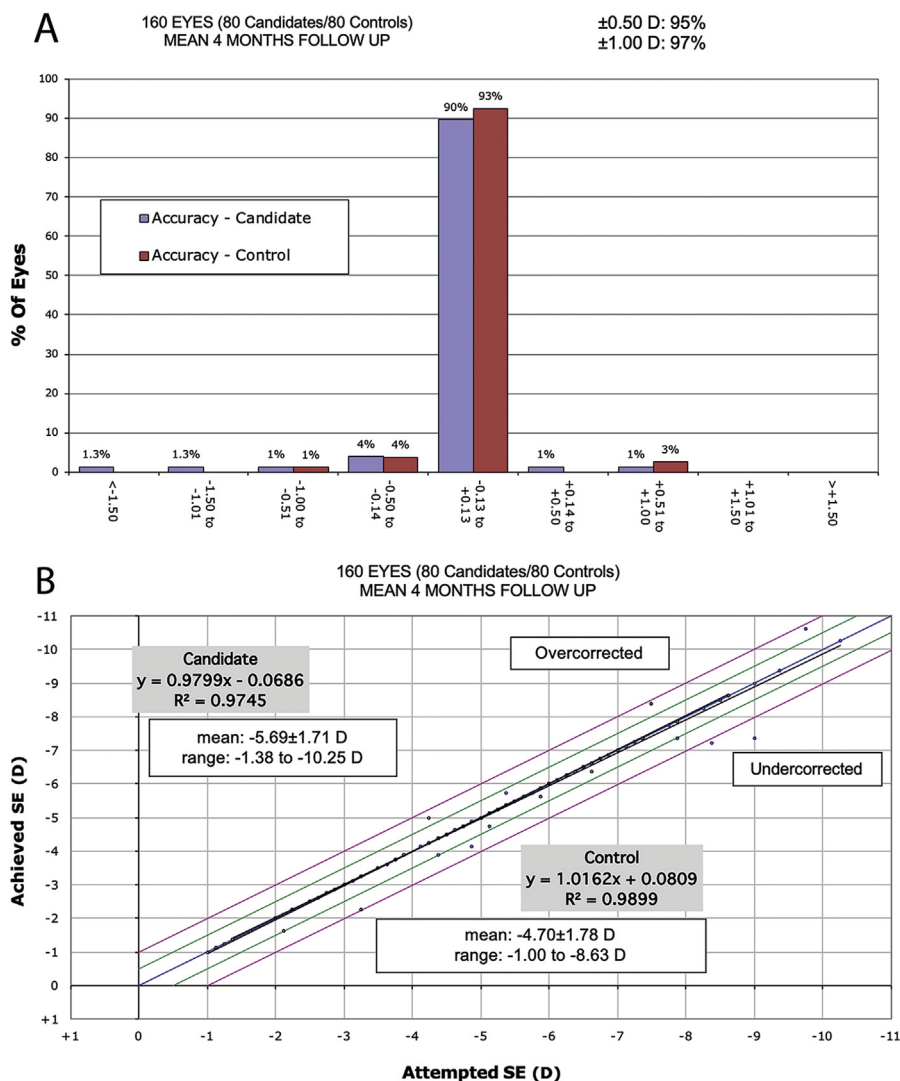 A
160 EYES (80 Candidates/80 Controls)
MEAN 4 MONTHS FOLLOW UP
±0.50 D: 95%
±1.00 D: 97%
100
90
80
70
60
50
40
30
20
10
0
% Of Eyes
Accuracy - Candidate
Accuracy - Control
1.3%
1.3%
1%
1%
4%
4%
90%
93%
1%
1%
3%
<-1.50
-1.50 to
-1.01
-1.00 to
-0.51
-0.50 to
-0.14
-0.13 to
+0.13
+0.14 to
+0.50
+0.51 to
+1.00
+1.01 to
+1.50
>+1.50
B
160 EYES (80 Candidates/80 Controls)
MEAN 4 MONTHS FOLLOW UP
-11
-10
-9
-8
-7
-6
-5
-4
-3
-2
-1
0
+1
Achieved SE (D)
Candidate
y = 0.9799x - 0.0686
R² = 0.9745
mean: -5.69±1.71 D
range: -1.38 to -10.25 D
Overcorrected
Undercorrected
Control
y = 1.0162x + 0.0809
R² = 0.9899
mean: -4.70±1.78 D
range: -1.00 to -8.63 D
+1 0 -1 -2 -3 -4 -5 -6 -7 -8 -9 -10 -11
Attempted SE (D)